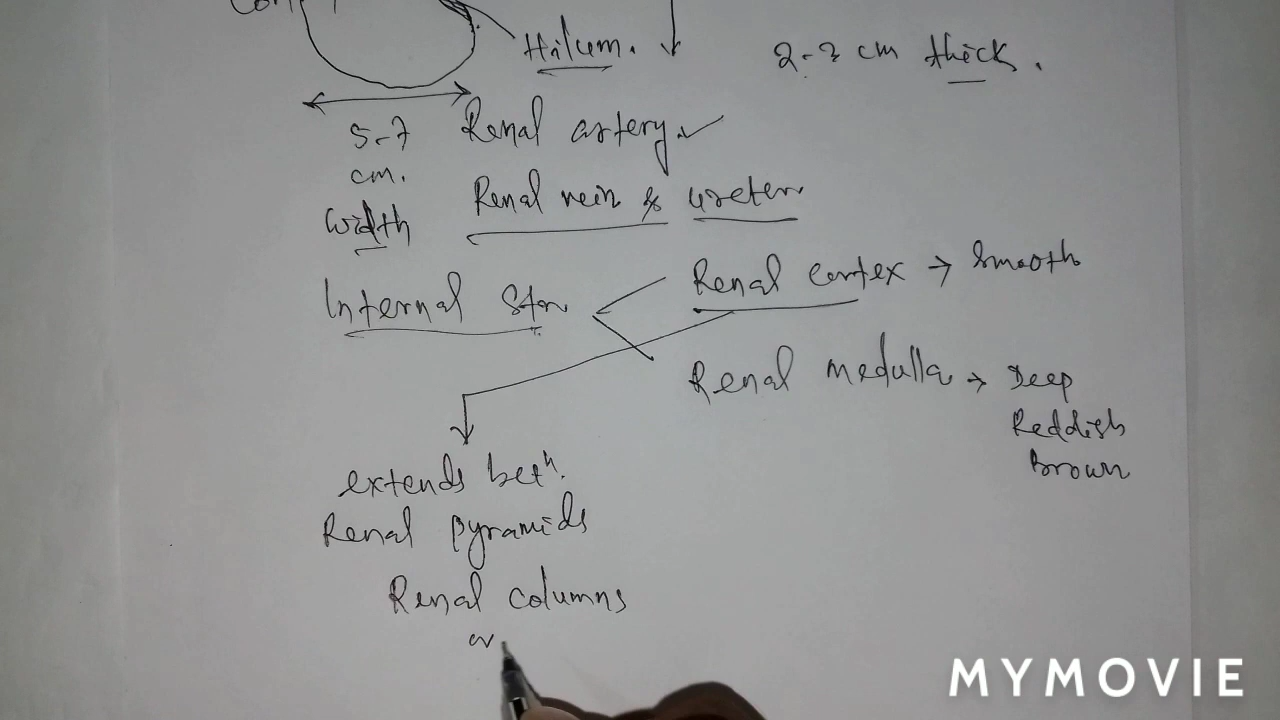 Hilum.
2-3 cm thick.
5-7
cm.
width
Renal artery
Renal vein & ureter
Internal Str
Renal cortex → Smooth
Renal medulla → Deep
Reddish
Brown
extends betⁿ.
Renal pyramids
Renal columns
MYMOVIE